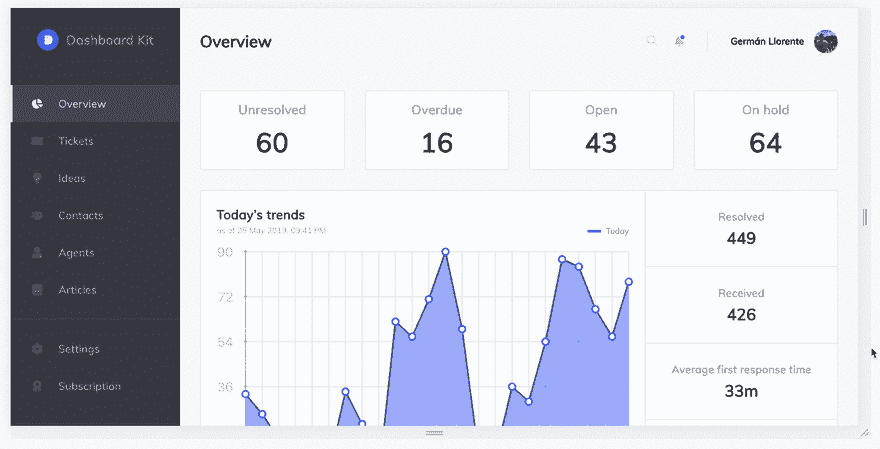 Dashboard Kit
Overview
Tickets
Ideas
Contacts
Agents
Articles
Settings
Subscription
Overview
Germán Llorente
Unresolved
60
Overdue
16
Open
43
On hold
64
Today's trends
as of 25 May 2019, 09:41 PM
Today
90
72
54
36
Resolved
449
Received
426
Average first response time
33m